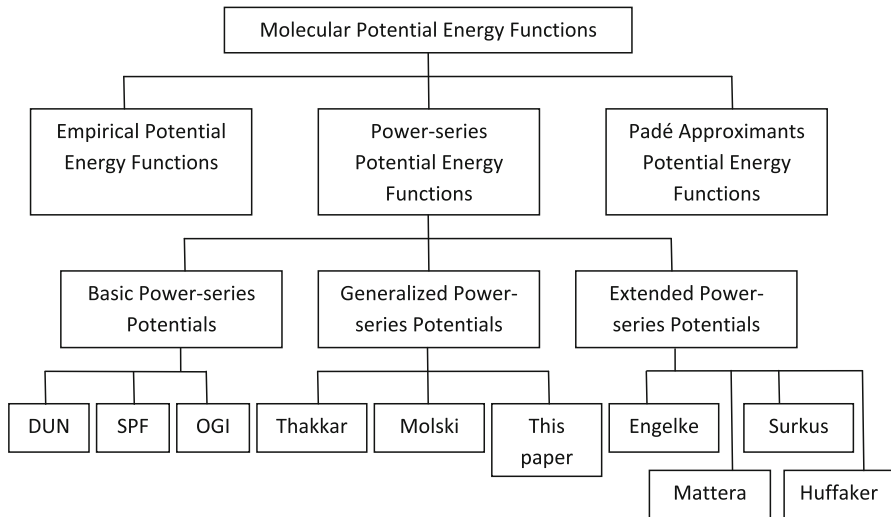 Molecular Potential Energy Functions
Empirical Potential
Energy Functions
Power-series
Potential Energy
Functions
Padé Approximants
Potential Energy
Functions
Basic Power-series
Potentials
Generalized Power-
series Potentials
Extended Power-
series Potentials
DUN
SPF
OGI
Thakkar
Molski
This
paper
Engelke
Surkus
Mattera
Huffaker